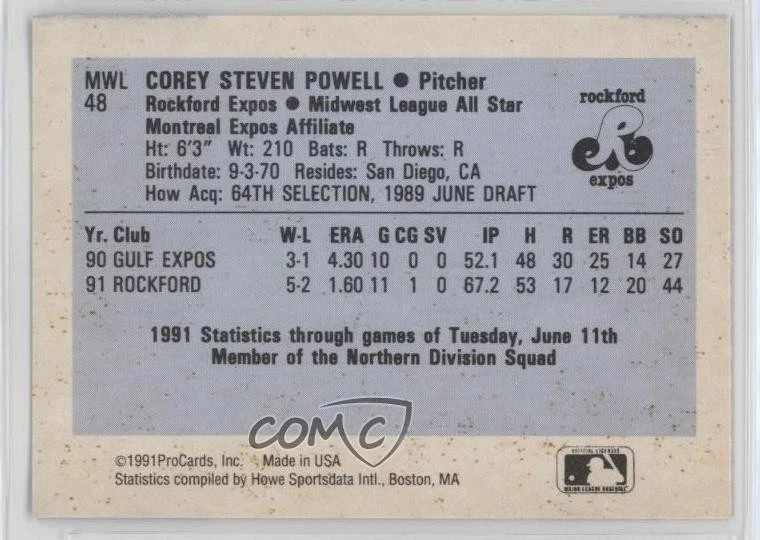 MWL COREY STEVEN POWELL ● Pitcher
48 Rockford Expos ● Midwest League All Star
Montreal Expos Affiliate
Ht: 6'3" Wt: 210 Bats: R Throws: R
Birthdate: 9-3-70 Resides: San Diego, CA
How Acq: 64TH SELECTION, 1989 JUNE DRAFT
rockford
expos
Yr. Club W-L ERA G CG SV IP H R ER BB SO
90 GULF EXPOS 3-1 4.30 10 0 0 52.1 48 30 25 14 27
91 ROCKFORD 5-2 1.60 11 1 0 67.2 53 17 12 20 44
1991 Statistics through games of Tuesday, June 11th
Member of the Northern Division Squad
COMC
©1991ProCards, Inc. Made in USA
Statistics compiled by Howe Sportsdata Intl., Boston, MA
OFFICIAL LICENSEE
MAJOR LEAGUE BASEBALL